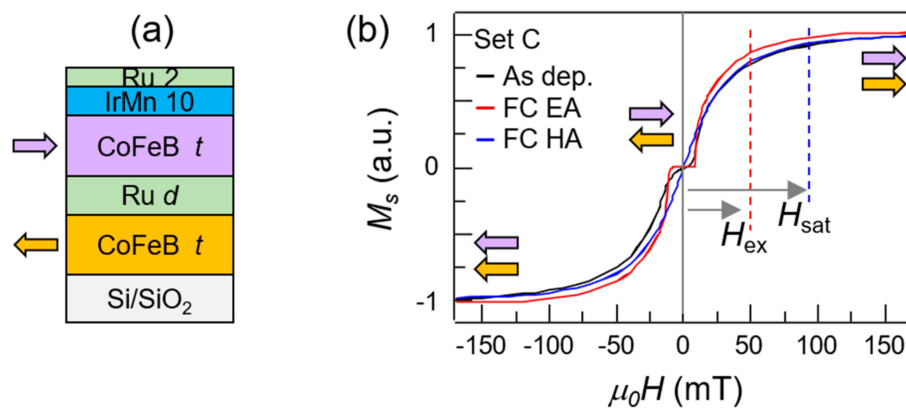 (a)
Ru 2
IrMn 10
CoFeB t
Ru d
CoFeB t
Si/SiO₂
(b)
Set C
As dep.
FC EA
FC HA
Hex
Hsat
Ms (a.u.)
1
0
-1
-150 -100 -50 0 50 100 150
μ₀H (mT)